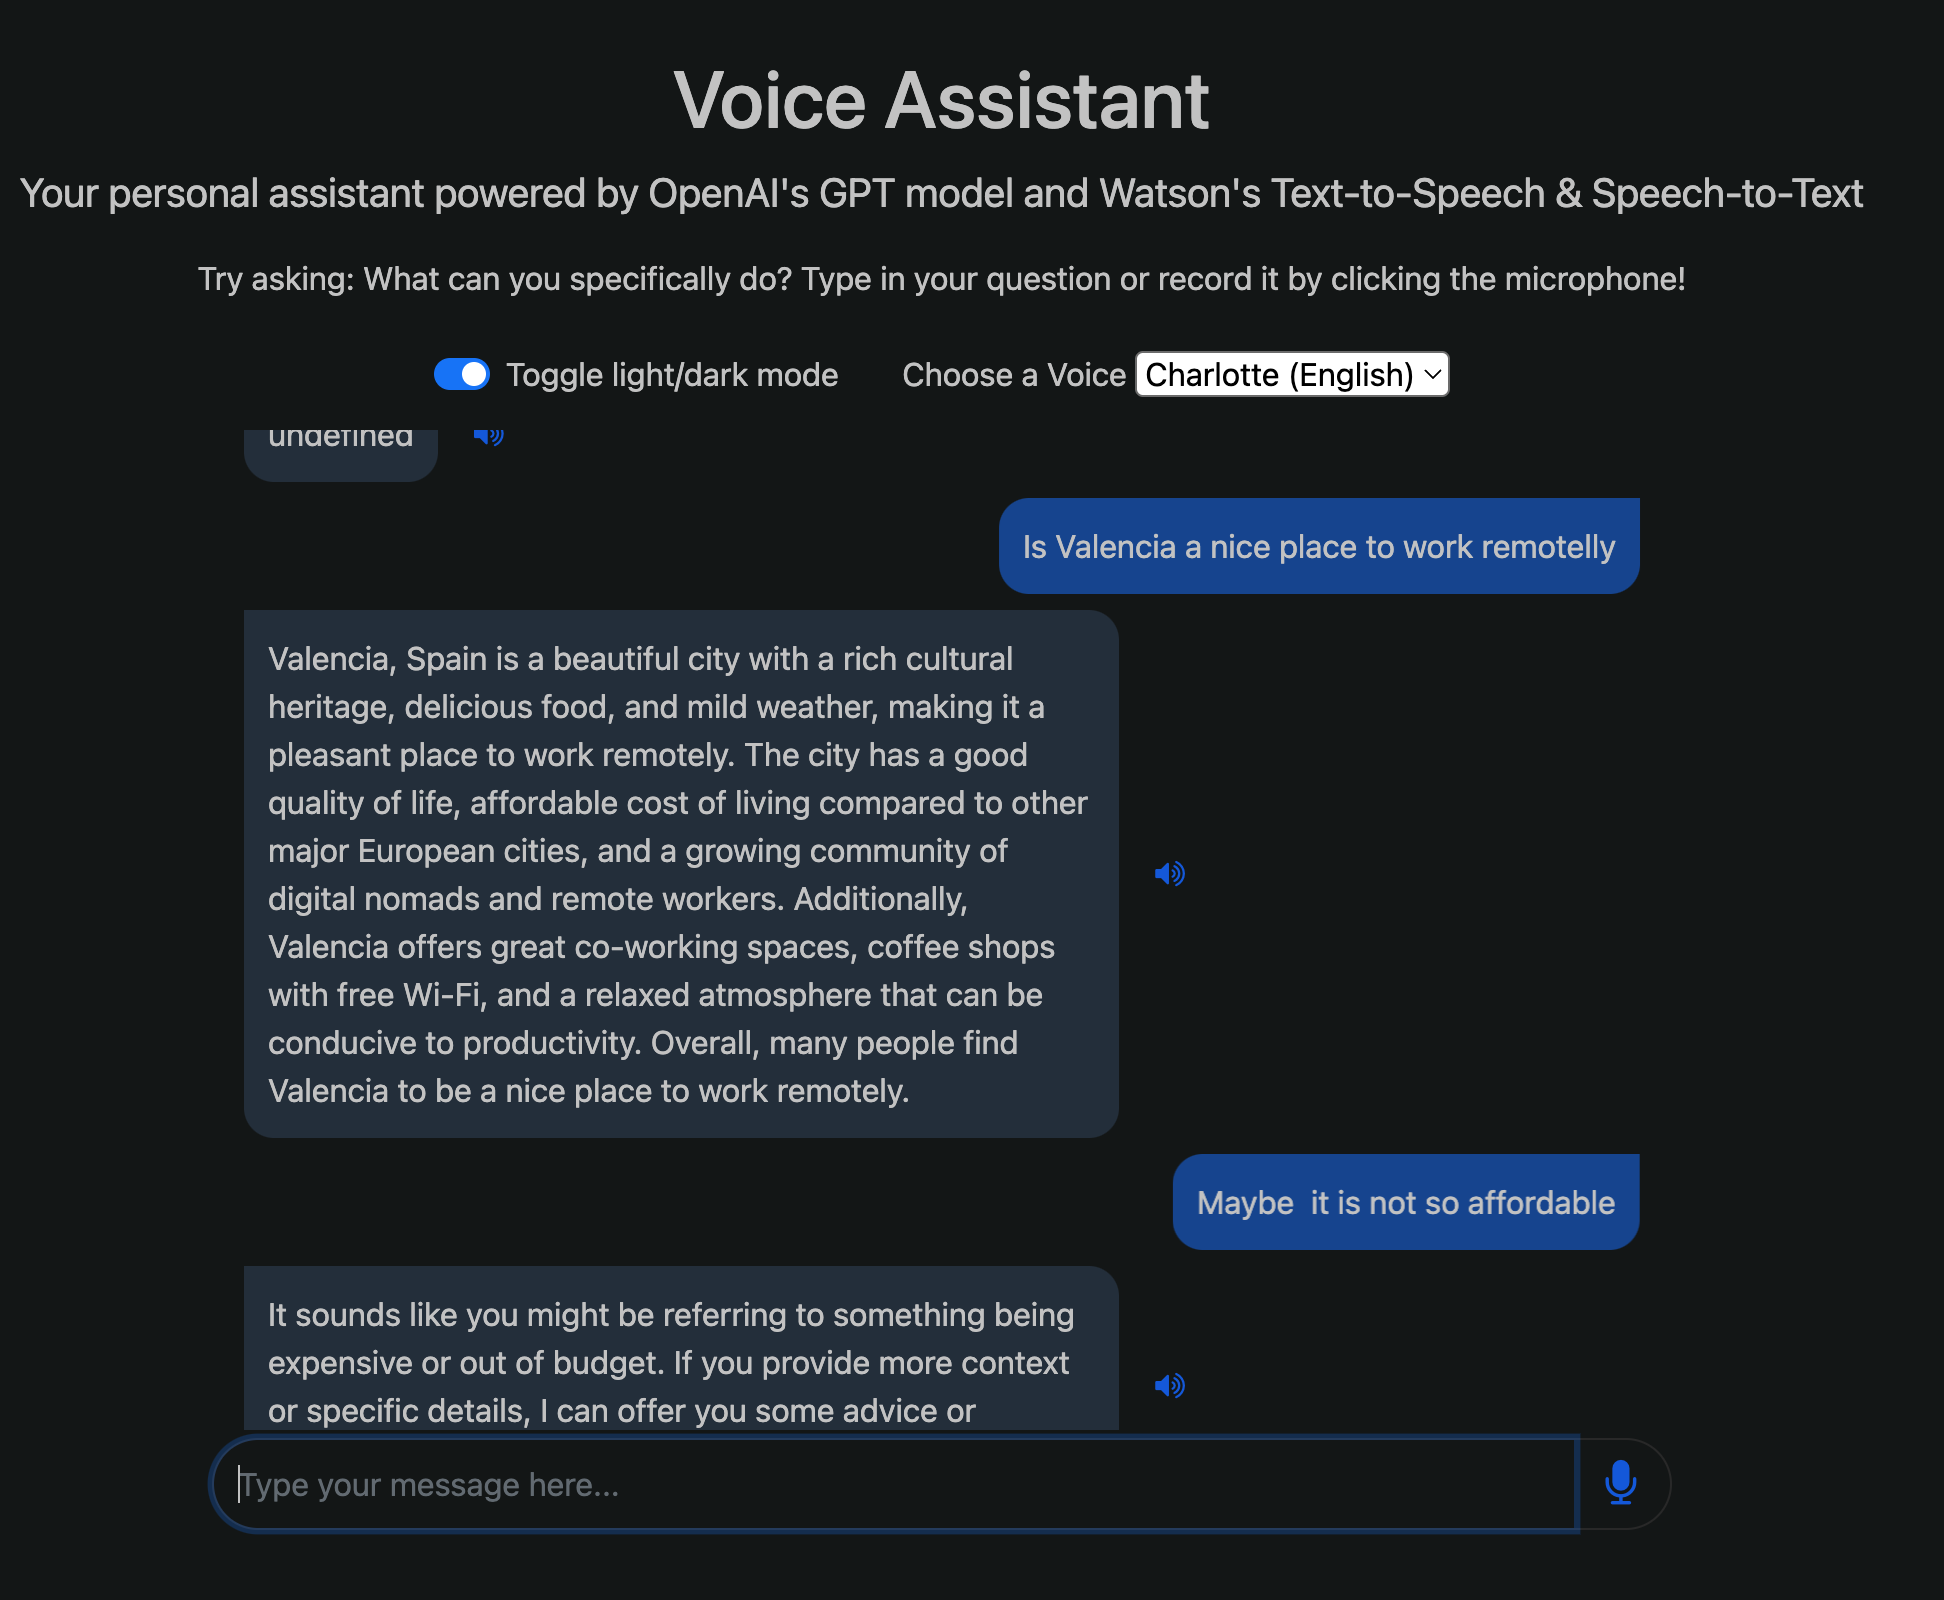 Voice Assistant
Your personal assistant powered by OpenAI's GPT model and Watson's Text-to-Speech & Speech-to-Text
Try asking: What can you specifically do? Type in your question or record it by clicking the microphone!
Toggle light/dark mode Choose a Voice Charlotte (English)
undefined
Is Valencia a nice place to work remotelly
Valencia, Spain is a beautiful city with a rich cultural
heritage, delicious food, and mild weather, making it a
pleasant place to work remotely. The city has a good
quality of life, affordable cost of living compared to other
major European cities, and a growing community of
digital nomads and remote workers. Additionally,
Valencia offers great co-working spaces, coffee shops
with free Wi-Fi, and a relaxed atmosphere that can be
conducive to productivity. Overall, many people find
Valencia to be a nice place to work remotely.
Maybe  it is not so affordable
It sounds like you might be referring to something being
expensive or out of budget. If you provide more context
or specific details, I can offer you some advice or
Type your message here...